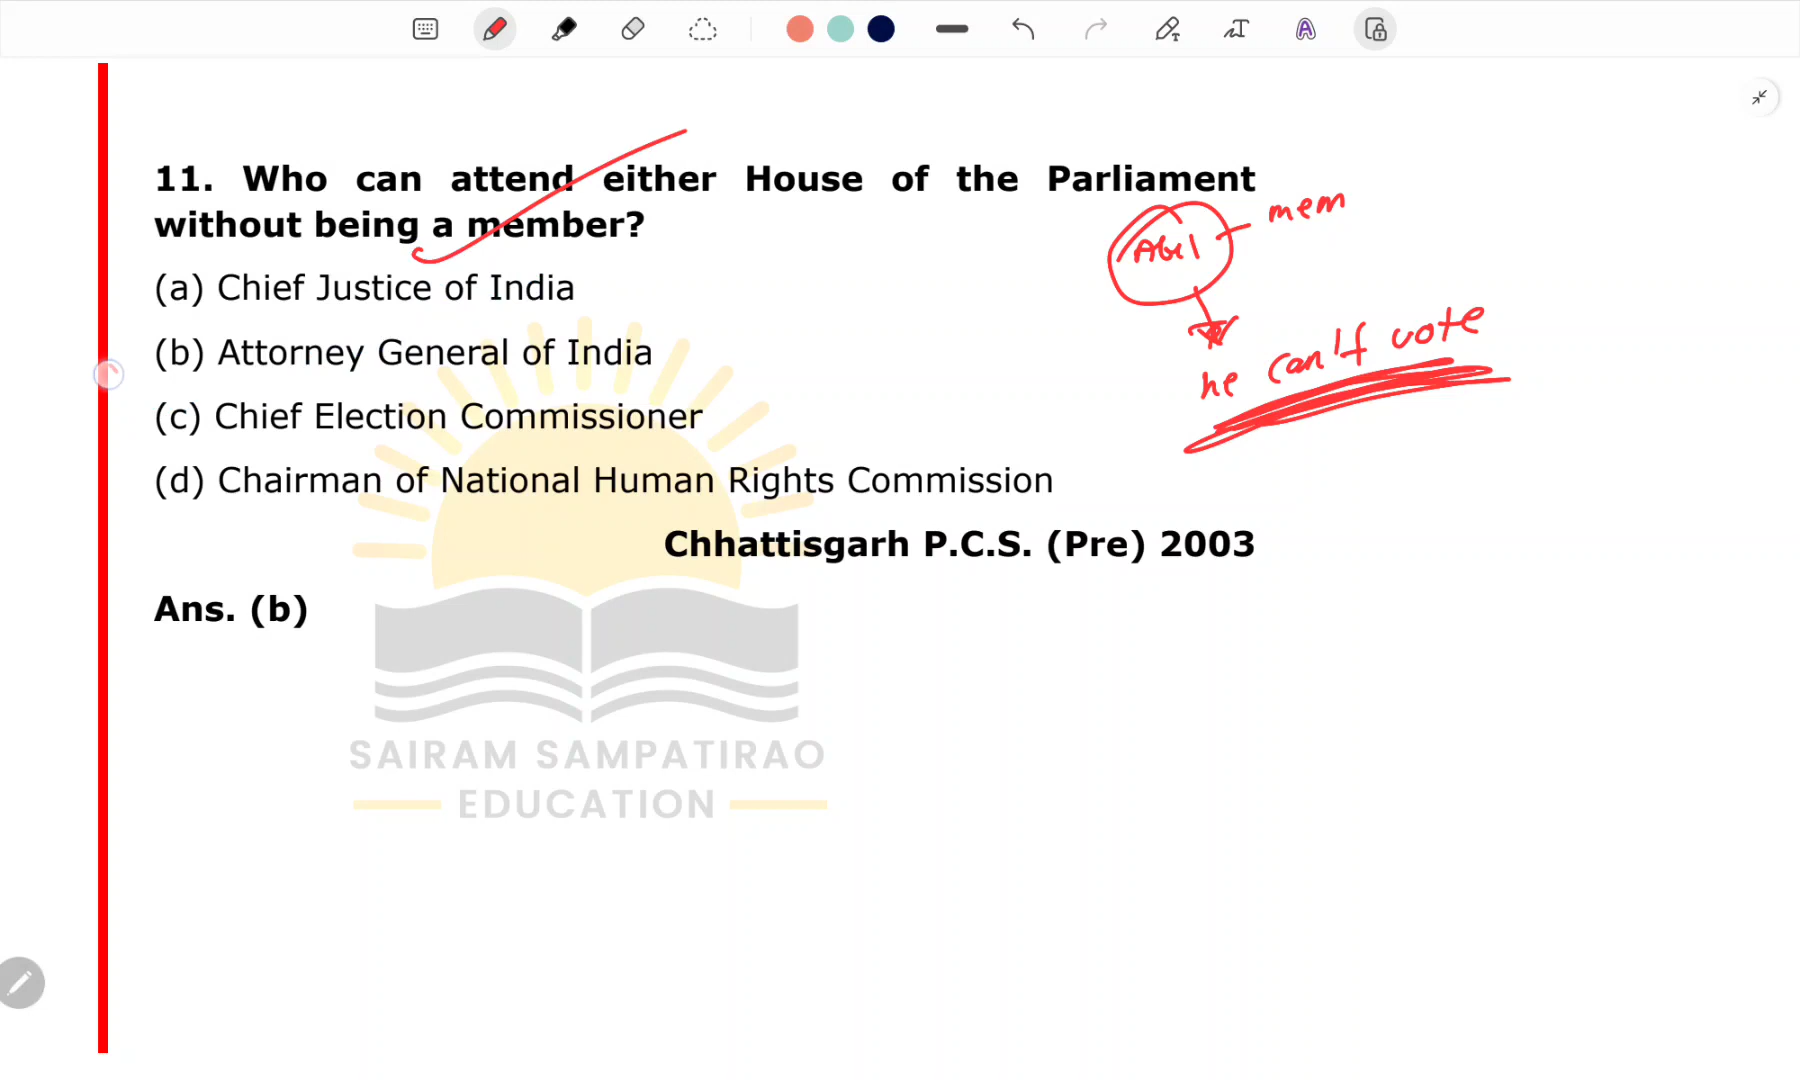 11. Who can attend either House of the Parliament
without being a member?
(a) Chief Justice of India
(b) Attorney General of India
(c) Chief Election Commissioner
(d) Chairman of National Human Rights Commission
Chhattisgarh P.C.S. (Pre) 2003
Ans. (b)
mem
he can't vote
SAIRAM SAMPATIRAO
EDUCATION